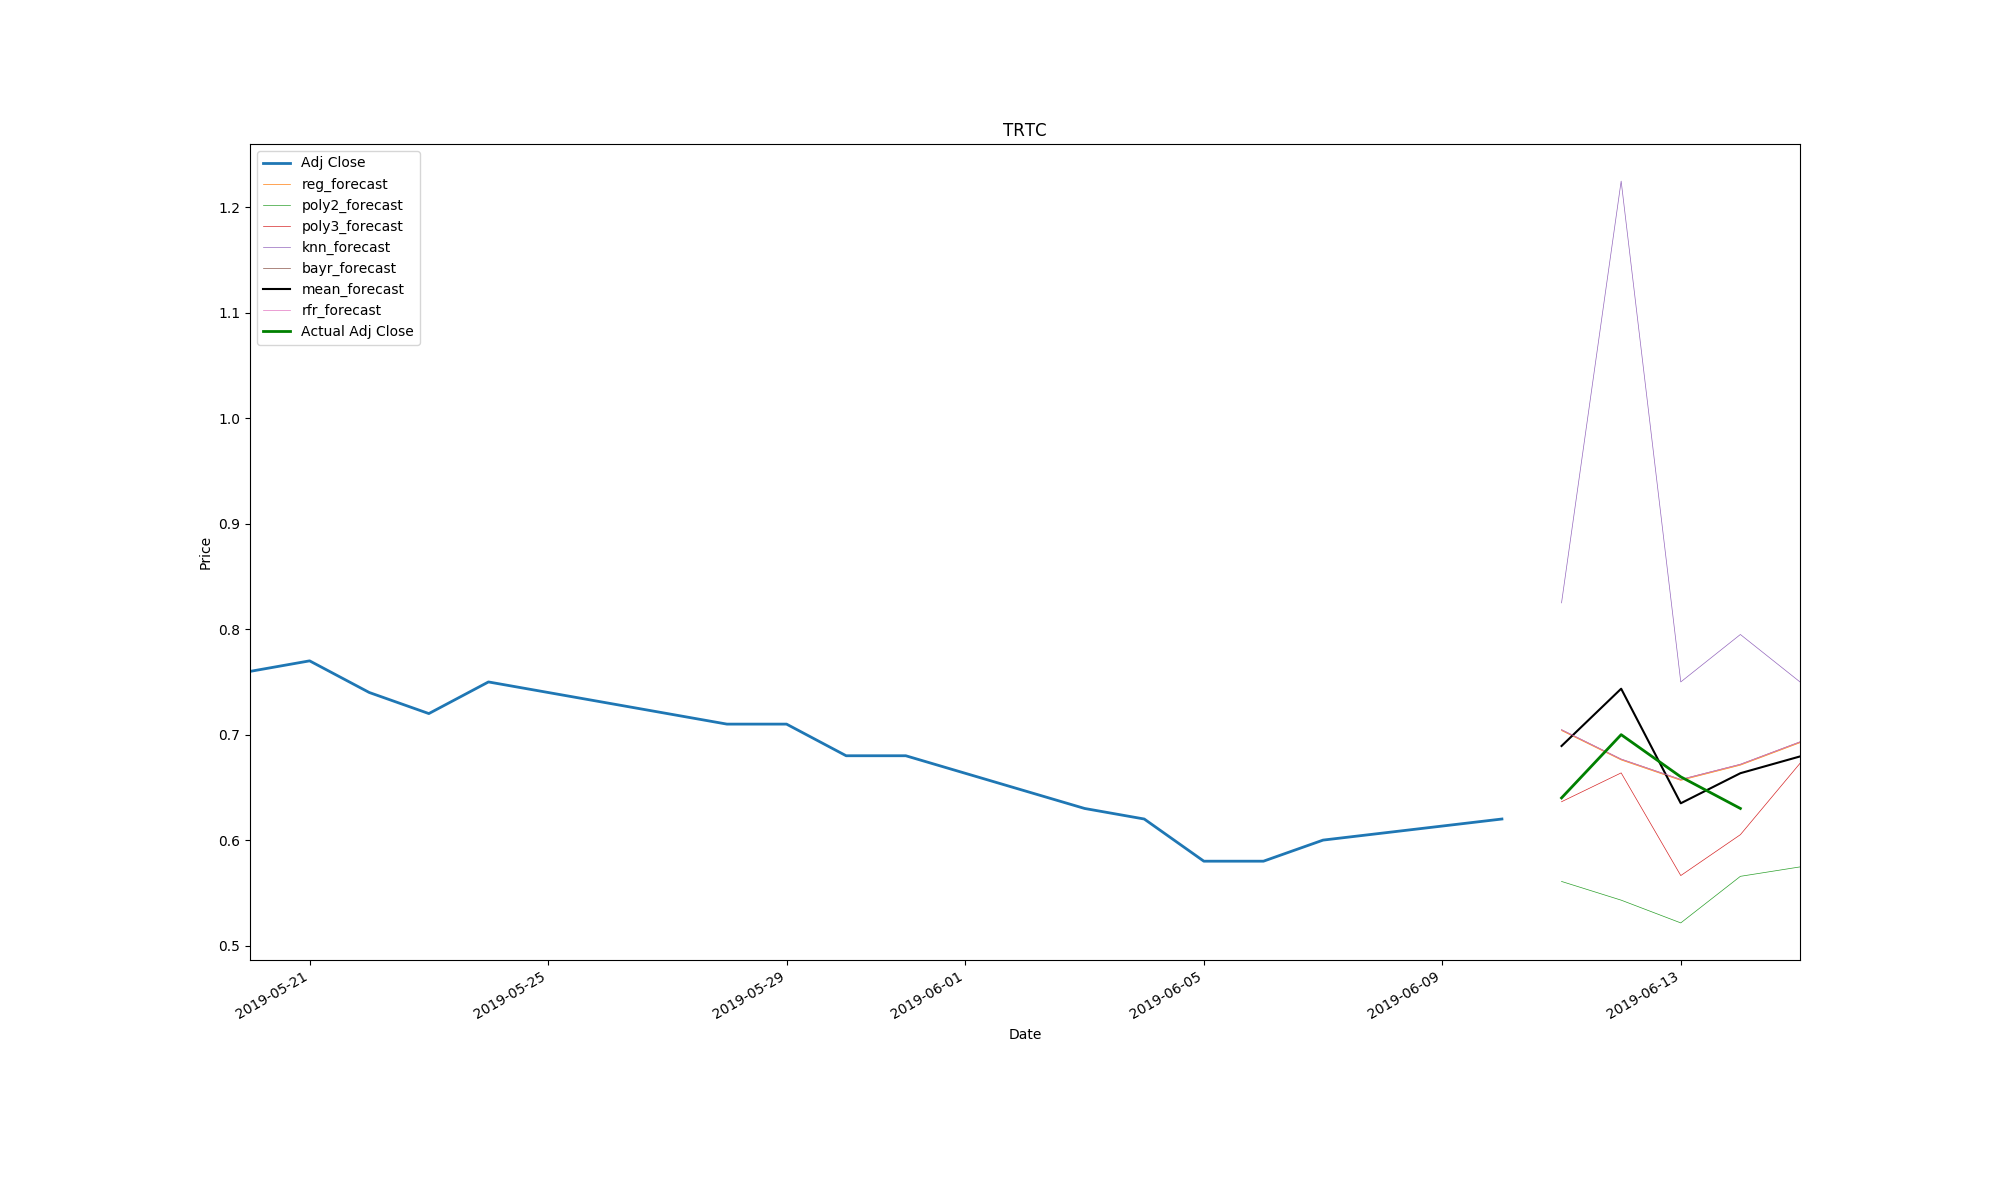 TRTC
Adj Close
reg_forecast
poly2_forecast
poly3_forecast
knn_forecast
bayr_forecast
mean_forecast
rfr_forecast
Actual Adj Close
1.2
1.1
1.0
0.9
0.8
0.7
0.6
0.5
Price
2019-05-21
2019-05-25
2019-05-29
2019-06-01
2019-06-05
2019-06-09
2019-06-13
Date